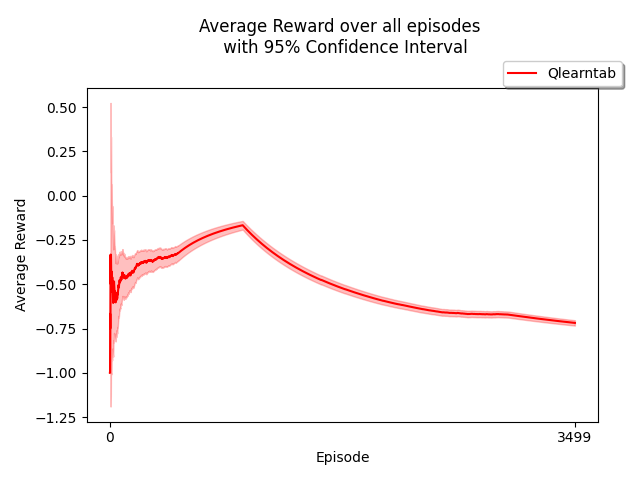 Average Reward over all episodes
with 95% Confidence Interval
Qlearntab
0.50
0.25
0.00
−0.25
−0.50
−0.75
−1.00
−1.25
Average Reward
0
3499
Episode